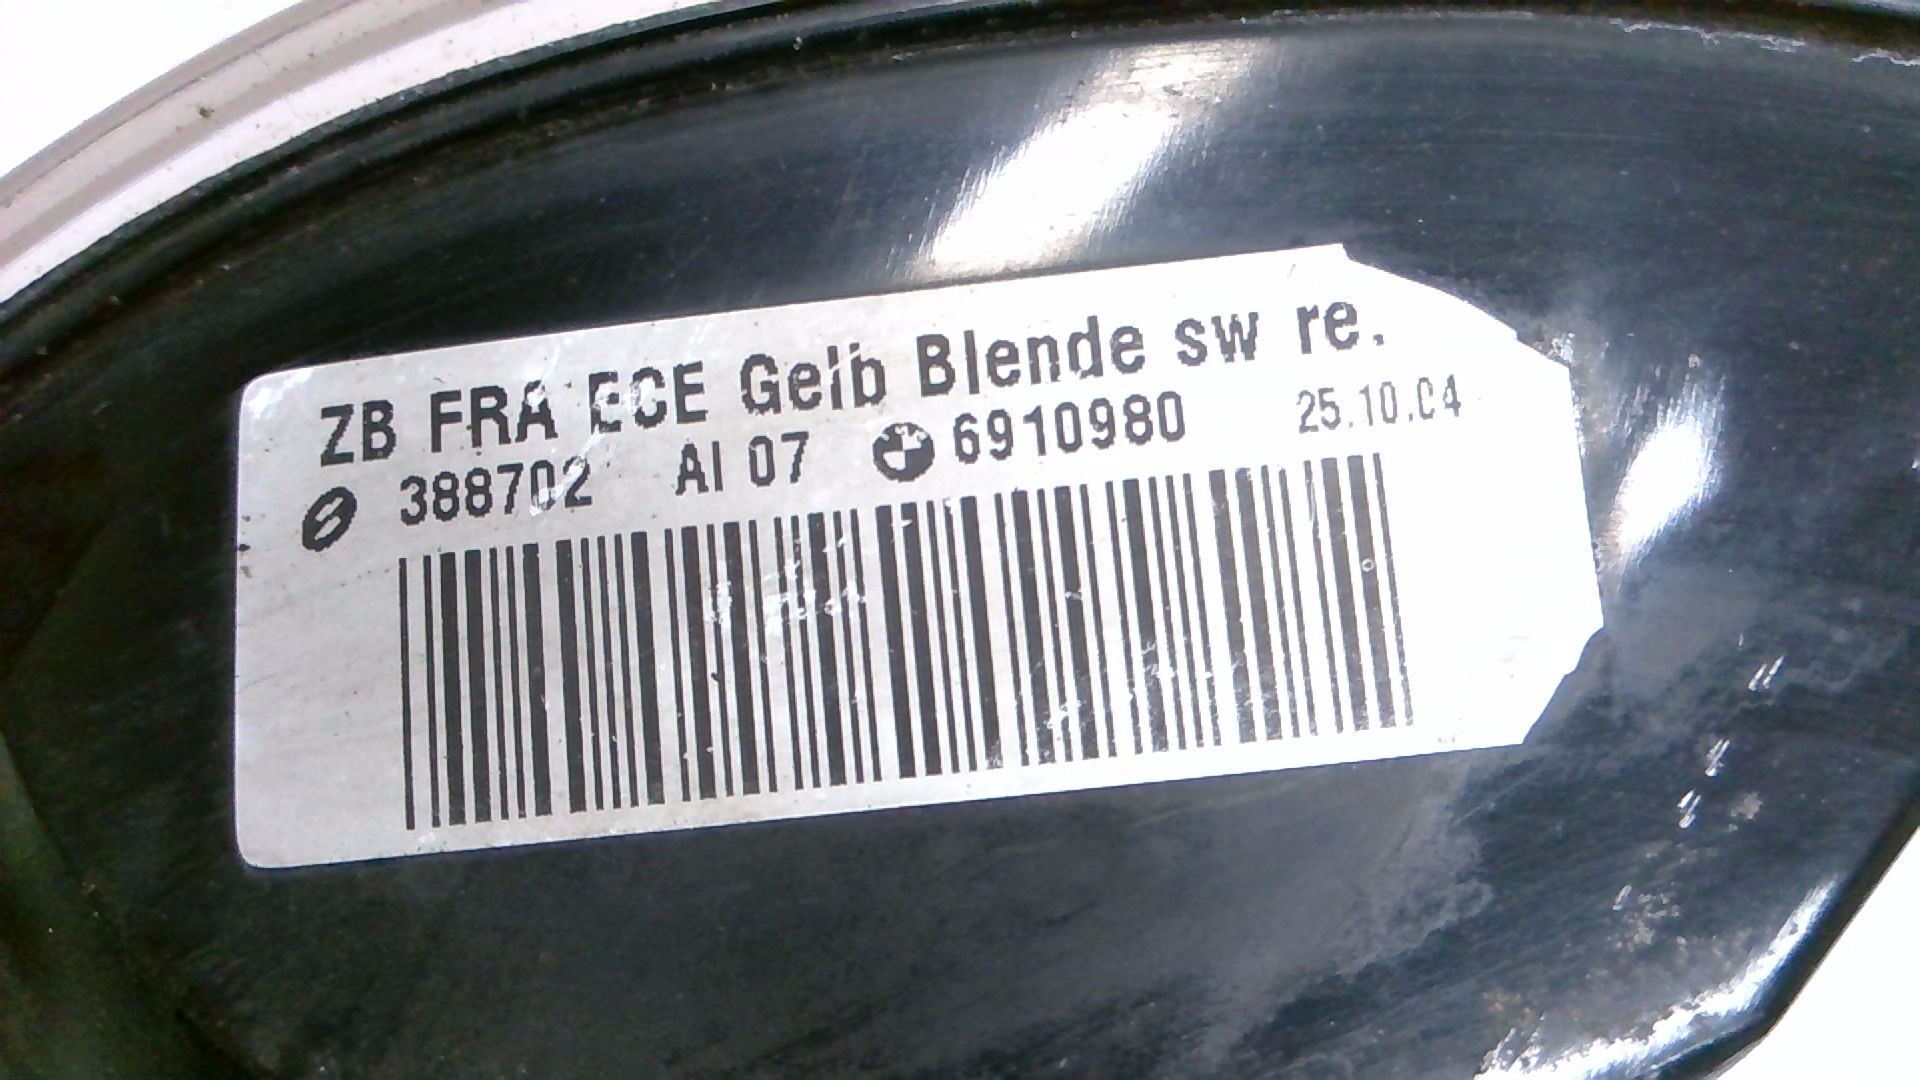 ZB FRA ECE Gelb Blende sw re.
388702 AI 07 6910980 25.10.04